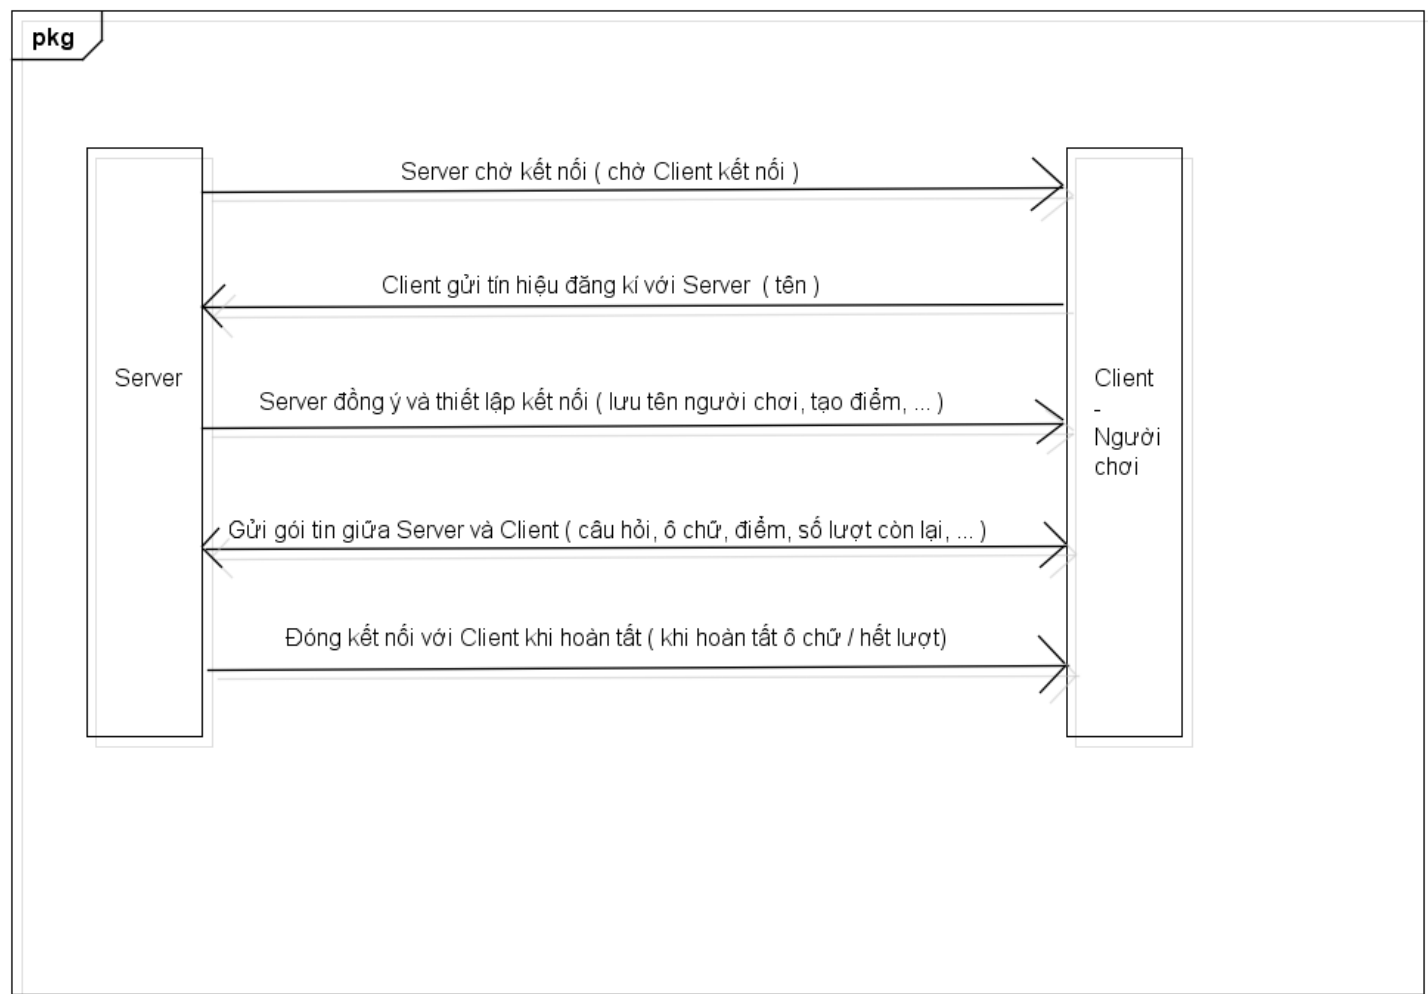 pkg
Server chờ kết nối ( chờ Client kết nối )
Client gửi tín hiệu đăng kí với Server  ( tên )
Server
Server đồng ý và thiết lập kết nối ( lưu tên người chơi, tạo điểm, ... )
Client
-
Người
chơi
Gửi gói tin giữa Server và Client ( câu hỏi, ô chữ, điểm, số lượt còn lại, ... )
Đóng kết nối với Client khi hoàn tất ( khi hoàn tất ô chữ / hết lượt)